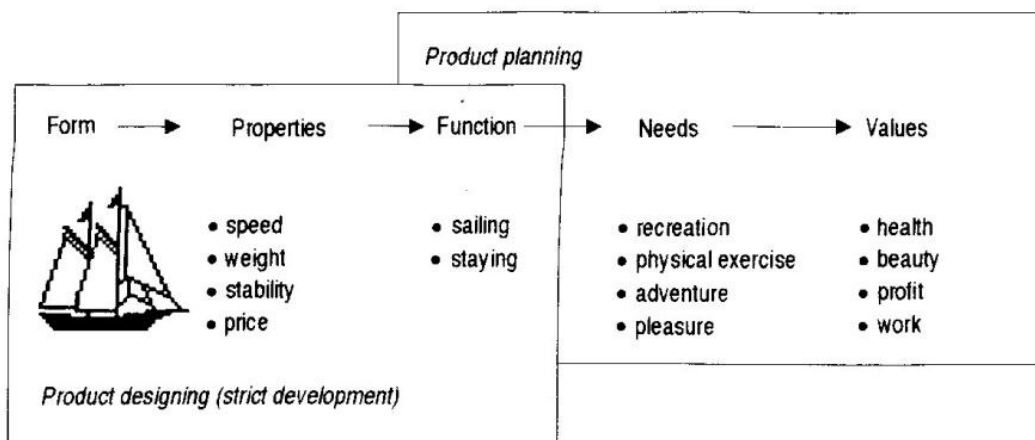 Product planning
Form → Properties → Function → Needs → Values
• speed
• weight
• stability
• price
• sailing
• staying
• recreation
• physical exercise
• adventure
• pleasure
• health
• beauty
• profit
• work
Product designing (strict development)